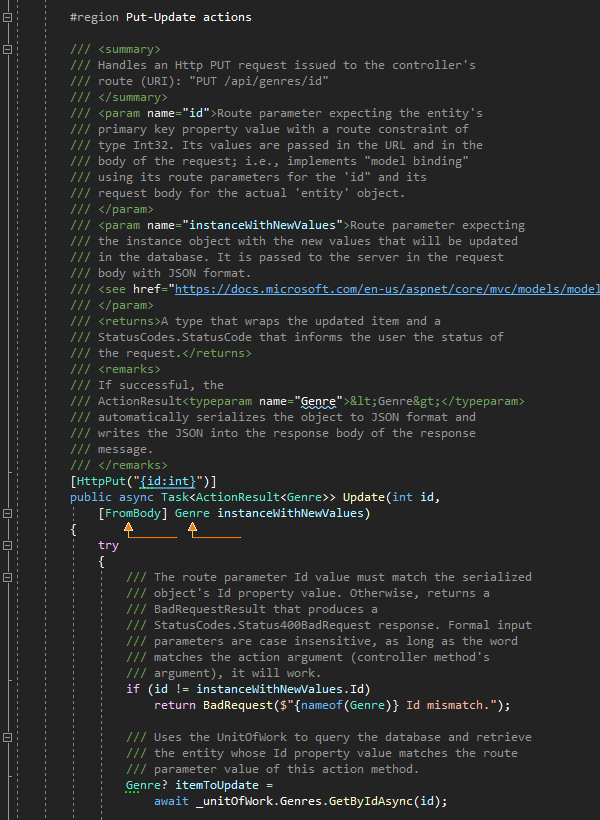 #region Put-Update actions
/// <summary>
/// Handles an Http PUT request issued to the controller's
/// route (URI): "PUT /api/genres/id"
/// </summary>
/// <param name="id">Route parameter expecting the entity's
/// primary key property value with a route constraint of
/// type Int32. Its values are passed in the URL and in the
/// body of the request; i.e., implements "model binding"
/// using its route parameters for the 'id" and its
/// request body for the actual 'entity' object.
/// </param>
/// <param name="instanceWithNewValues">Route parameter expecting
/// the instance object with the new values that will be updated
/// in the database. It is passed to the server in the request
/// body with JSON format.
/// <see href="https://docs.microsoft.com/en-us/aspnet/core/mvc/models/model
/// </param>
/// <returns>A type that wraps the updated item and a
/// StatusCodes.StatusCode that informs the user the status of
/// the request.</returns>
/// <remarks>
/// If successful, the
/// ActionResult<typeparam name="Genre">&lt;Genre&gt;</typeparam>
/// automatically serializes the object to JSON format and
/// writes the JSON into the response body of the response
/// message.
/// </remarks>
[HttpPut("{id:int}")]
public async Task<ActionResult<Genre>> Update(int id,
[FromBody] Genre instanceWithNewValues)
{
try
{
/// The route parameter Id value must match the serialized
/// object's Id property value. Otherwise, returns a
/// BadRequestResult that produces a
/// StatusCodes.Status400BadRequest response. Formal input
/// parameters are case insensitive, as long as the word
/// matches the action argument (controller method's
/// argument), it will work.
if (id != instanceWithNewValues.Id)
return BadRequest($"{nameof(Genre)} Id mismatch.");
/// Uses the UnitOfWork to query the database and retrieve
/// the entity whose Id property value matches the route
/// parameter value of this action method.
Genre? itemToUpdate =
await _unitOfWork.Genres.GetByIdAsync(id);